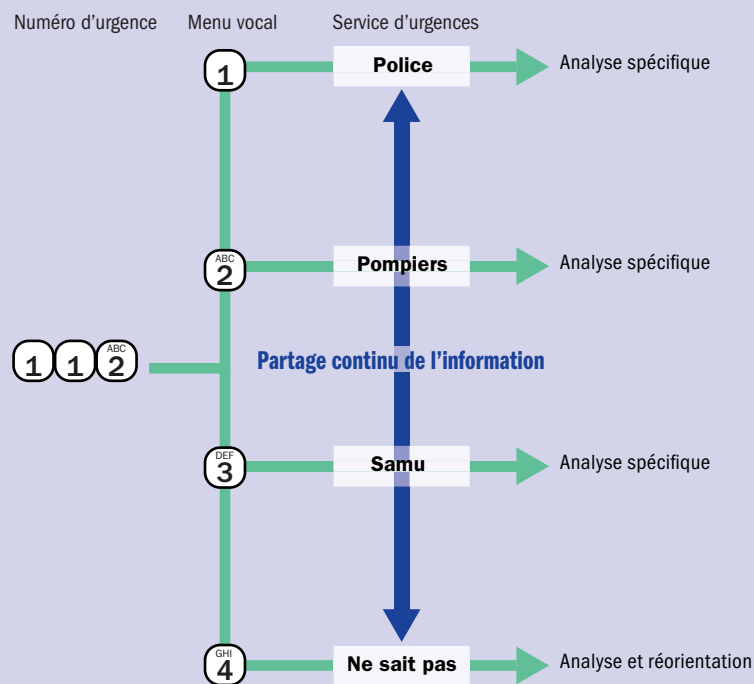 Numéro d’urgence Menu vocal Service d’urgences
1 Police Analyse spécifique
ABC
2 Pompiers Analyse spécifique
ABC
1 1 2 Partage continu de l’information
DEF
3 Samu Analyse spécifique
GHI
4 Ne sait pas Analyse et réorientation